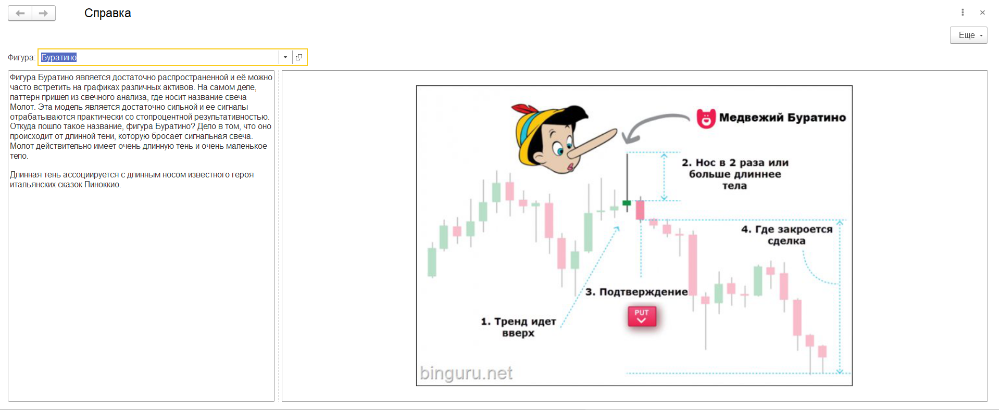 Справка
Еще
Фигура: Буратино
Фигура Буратино является достаточно распространенной и её можно
часто встретить на графиках различных активов. На самом деле,
паттерн пришел из свечного анализа, где носит название свеча
Молот. Эта модель является достаточно сильной и ее сигналы
отрабатываются практически со стопроцентной результативностью.
Откуда пошло такое название, фигура Буратино? Дело в том, что оно
происходит от длинной тени, которую бросает сигнальная свеча.
Молот действительно имеет очень длинную тень и очень маленькое
тело.
Длинная тень ассоциируется с длинным носом известного героя
итальянских сказок Пиноккио.
Медвежий Буратино
2. Нос в 2 раза или
больше длиннее
тела
4. Где закроется
сделка
3. Подтверждение
PUT
1. Тренд идет
вверх
binguru.net